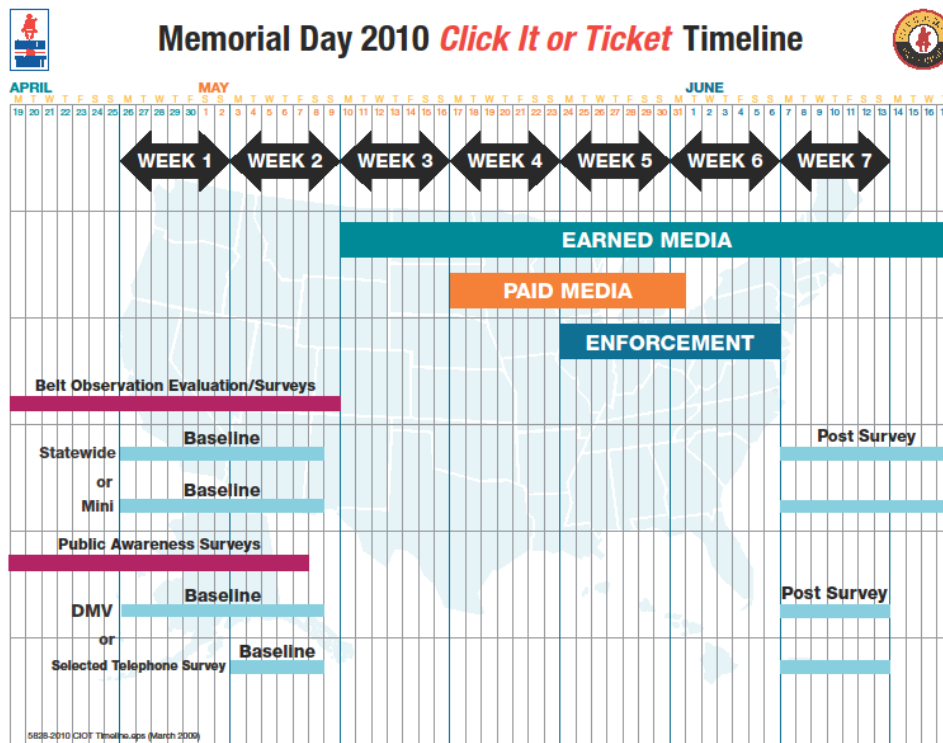 Memorial Day 2010 Click It or Ticket Timeline
APRIL MAY JUNE
M T W T F S S M T W T F S S M T W T F S S M T W T F S S M T W T F S S M T W T F S S M T W T F S S M T W T F S S M T W T
19 20 21 22 23 24 25 26 27 28 29 30 1 2 3 4 5 6 7 8 9 10 11 12 13 14 15 16 17 18 19 20 21 22 23 24 25 26 27 28 29 30 31 1 2 3 4 5 6 7 8 9 10 11 12 13 14 15 16
WEEK 1 WEEK 2 WEEK 3 WEEK 4 WEEK 5 WEEK 6 WEEK 7
EARNED MEDIA
PAID MEDIA
ENFORCEMENT
Belt Observation Evaluation/Surveys
Baseline Post Survey
Statewide
or
Baseline
Mini
Public Awareness Surveys
Baseline Post Survey
DMV
or
Baseline
Selected Telephone Survey
5828-2010 CIOT Timeline.eps (March 2009)